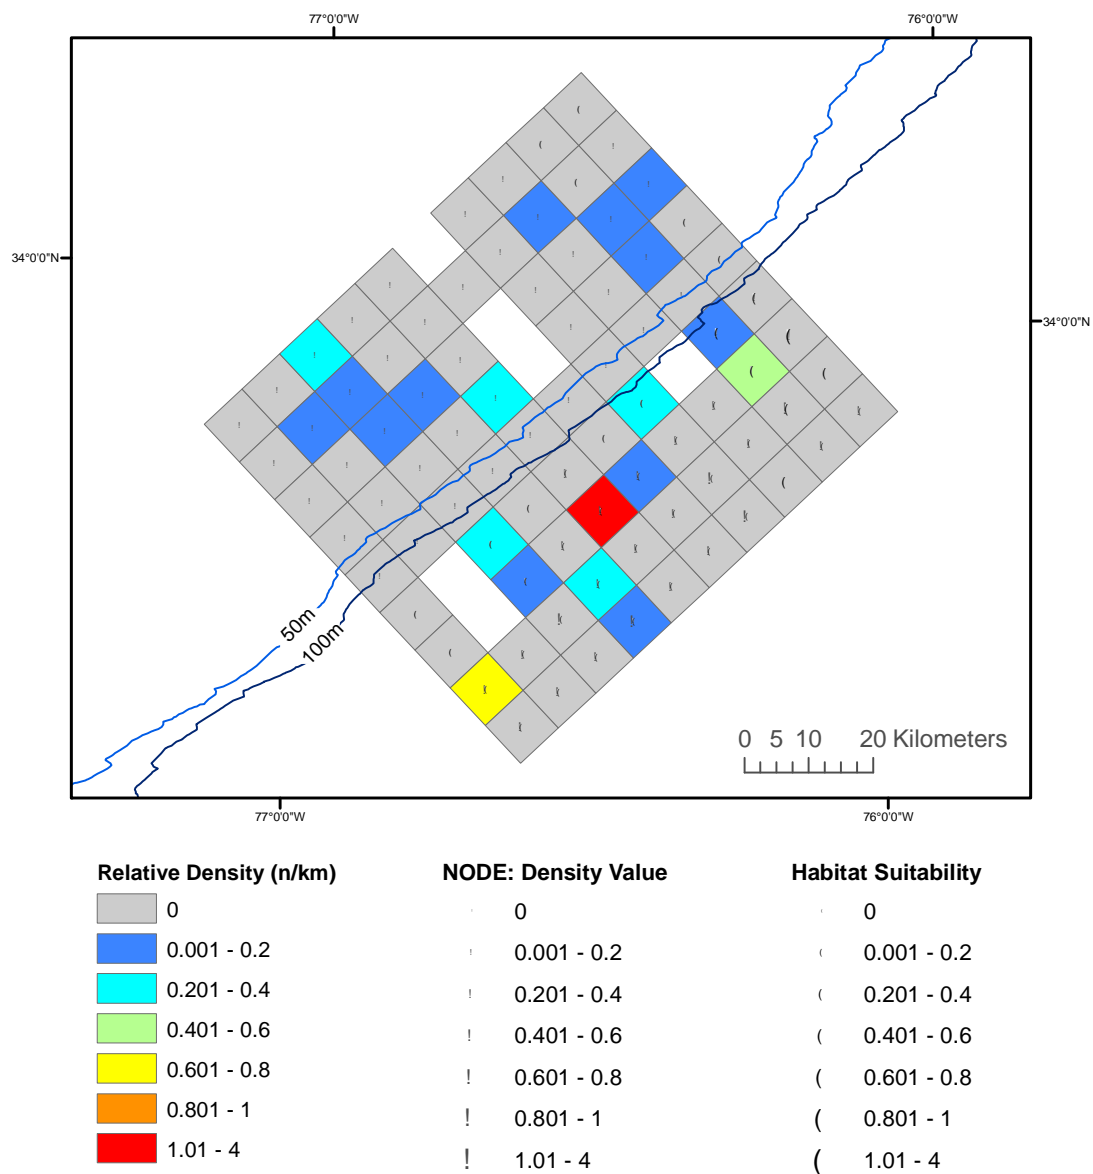 77°0'0"W 76°0'0"W
34°0'0"N
34°0'0"N
50m
100m
0 5 10 20 Kilometers
77°0'0"W 76°0'0"W
Relative Density (n/km) NODE: Density Value Habitat Suitability
0 ! 0 ( 0
0.001 - 0.2 ! 0.001 - 0.2 ( 0.001 - 0.2
0.201 - 0.4 ! 0.201 - 0.4 ( 0.201 - 0.4
0.401 - 0.6 ! 0.401 - 0.6 ( 0.401 - 0.6
0.601 - 0.8 ! 0.601 - 0.8 ( 0.601 - 0.8
0.801 - 1 ! 0.801 - 1 ( 0.801 - 1
1.01 - 4 ! 1.01 - 4 ( 1.01 - 4